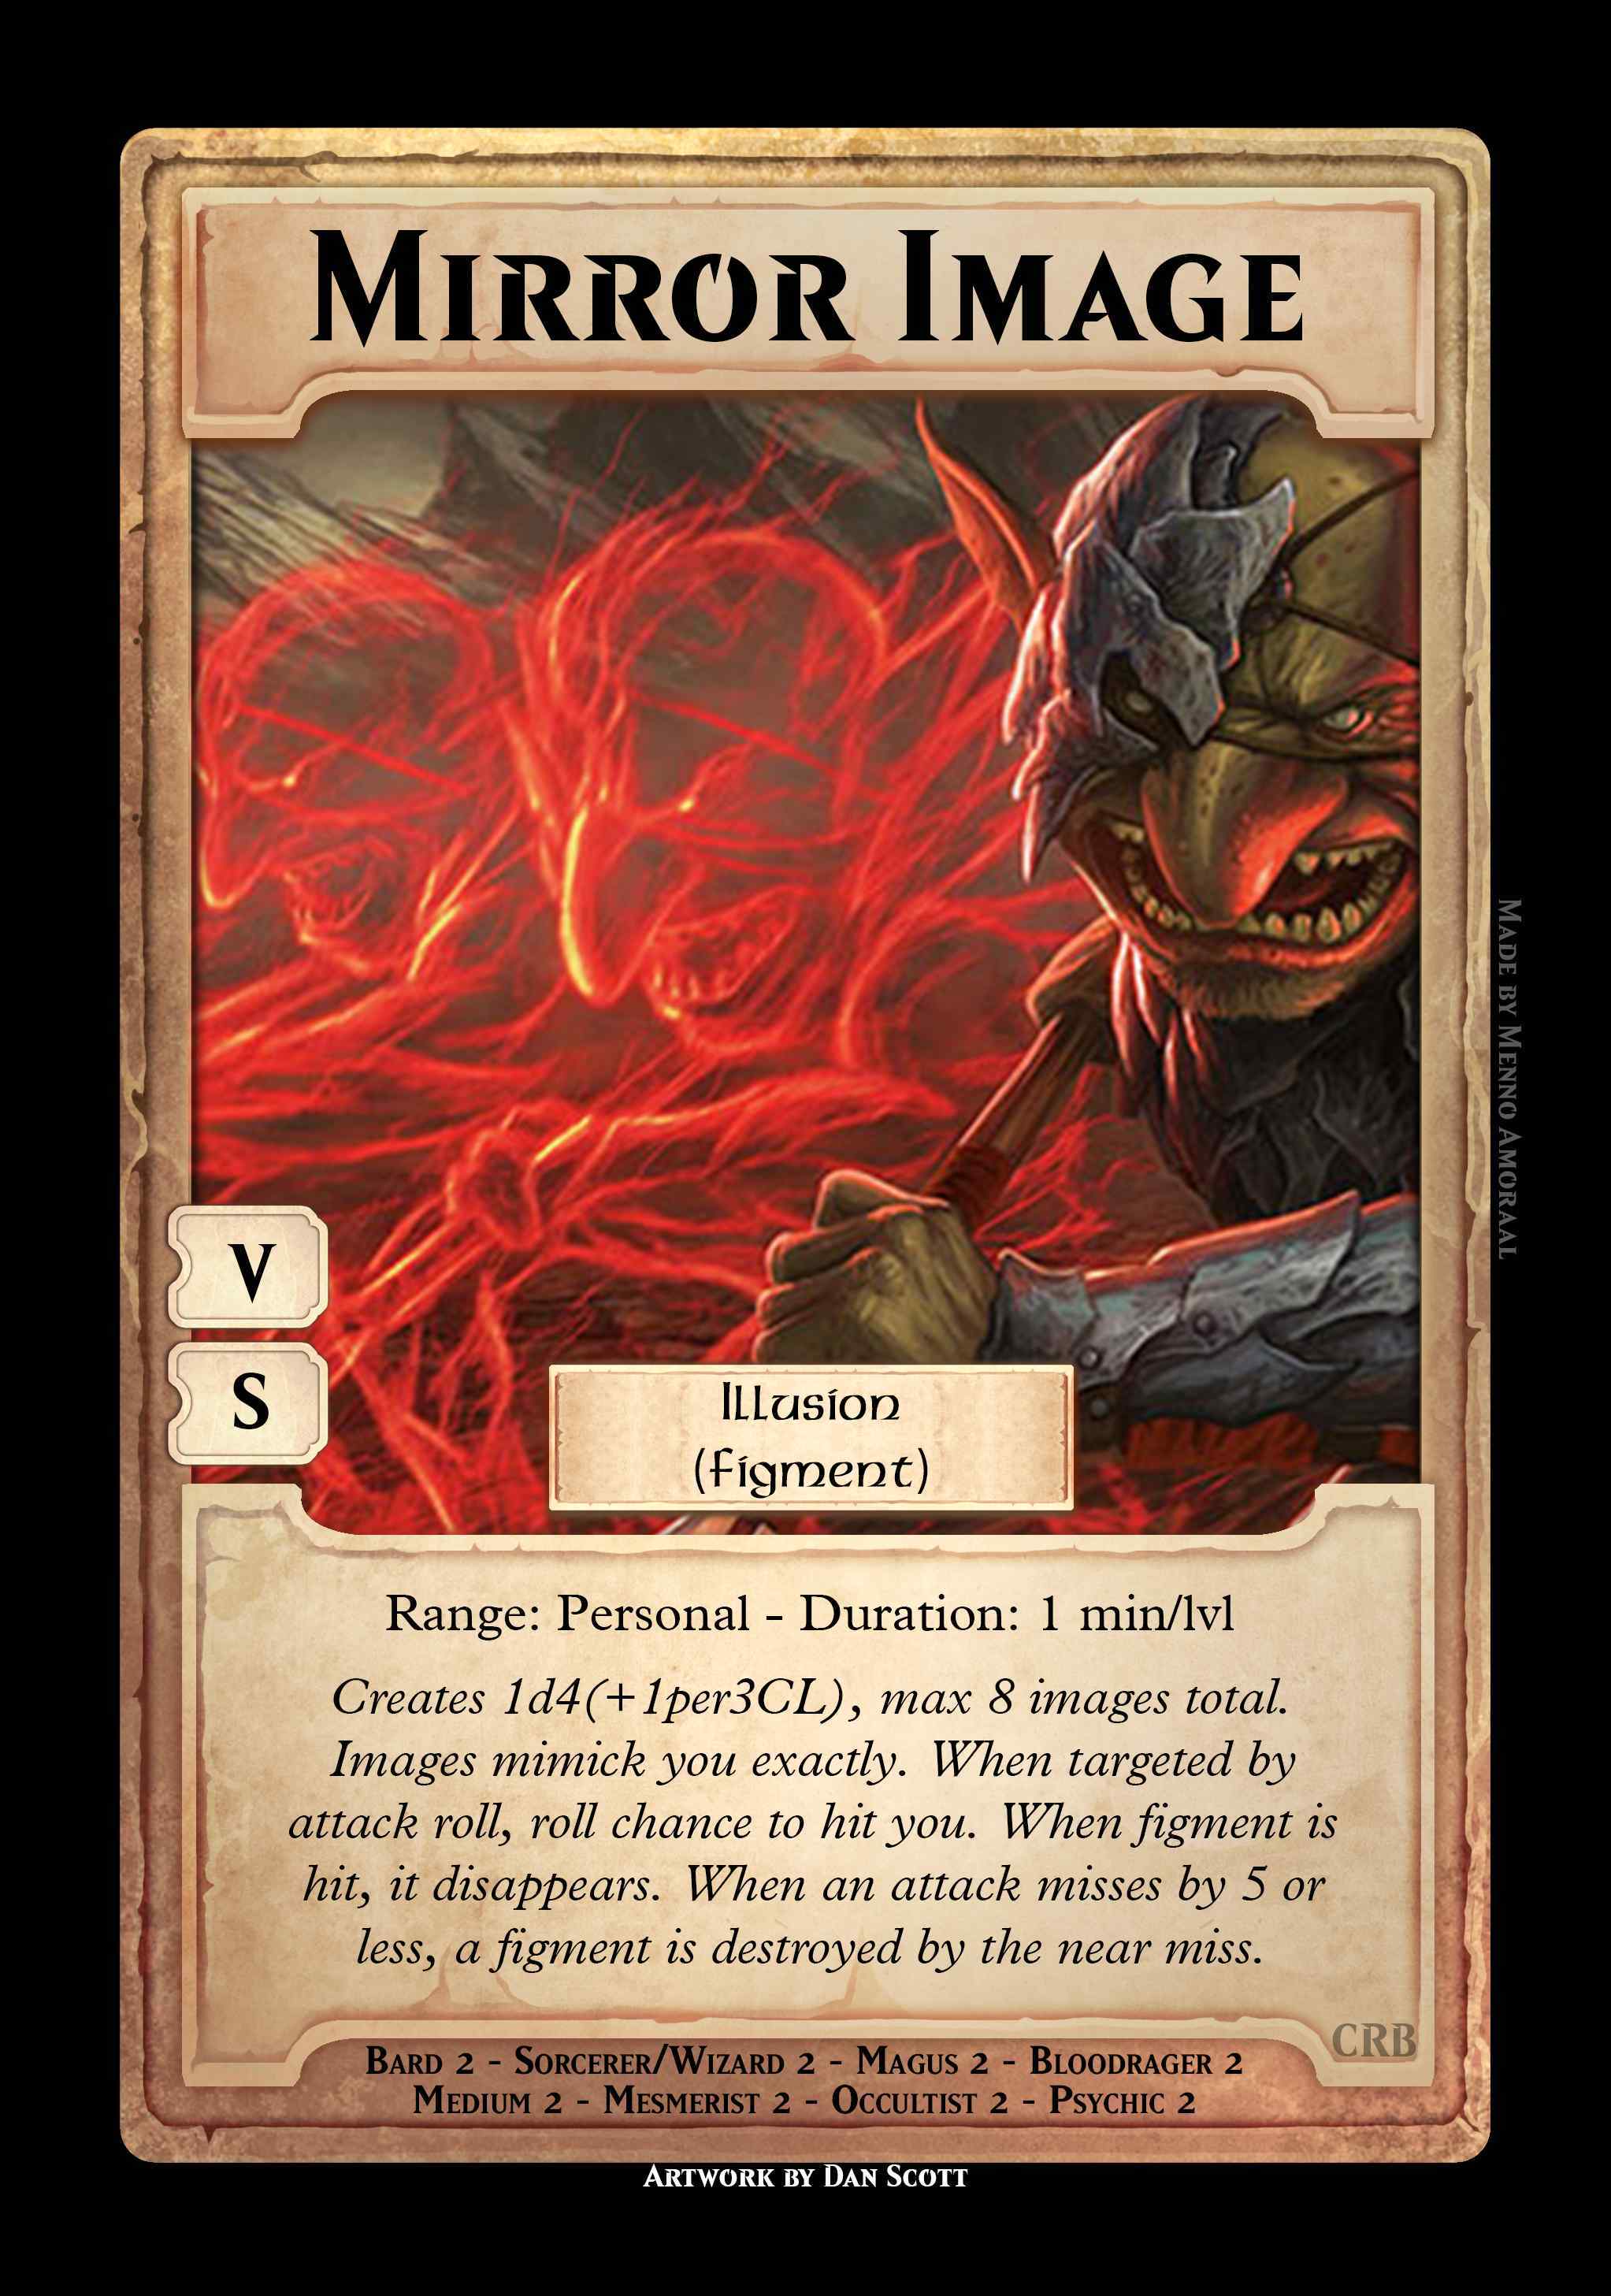 Mirror Image
V
S
Illusion
(Figment)
Range: Personal - Duration: 1 min/lvl
Creates 1d4(+1per3CL), max 8 images total.
Images mimick you exactly. When targeted by
attack roll, roll chance to hit you. When figment is
hit, it disappears. When an attack misses by 5 or
less, a figment is destroyed by the near miss.
CRB
Bard 2 - Sorcerer/Wizard 2 - Magus 2 - Bloodrager 2
Medium 2 - Mesmerist 2 - Occultist 2 - Psychic 2
Artwork by Dan Scott
Made by Menno Amoraal